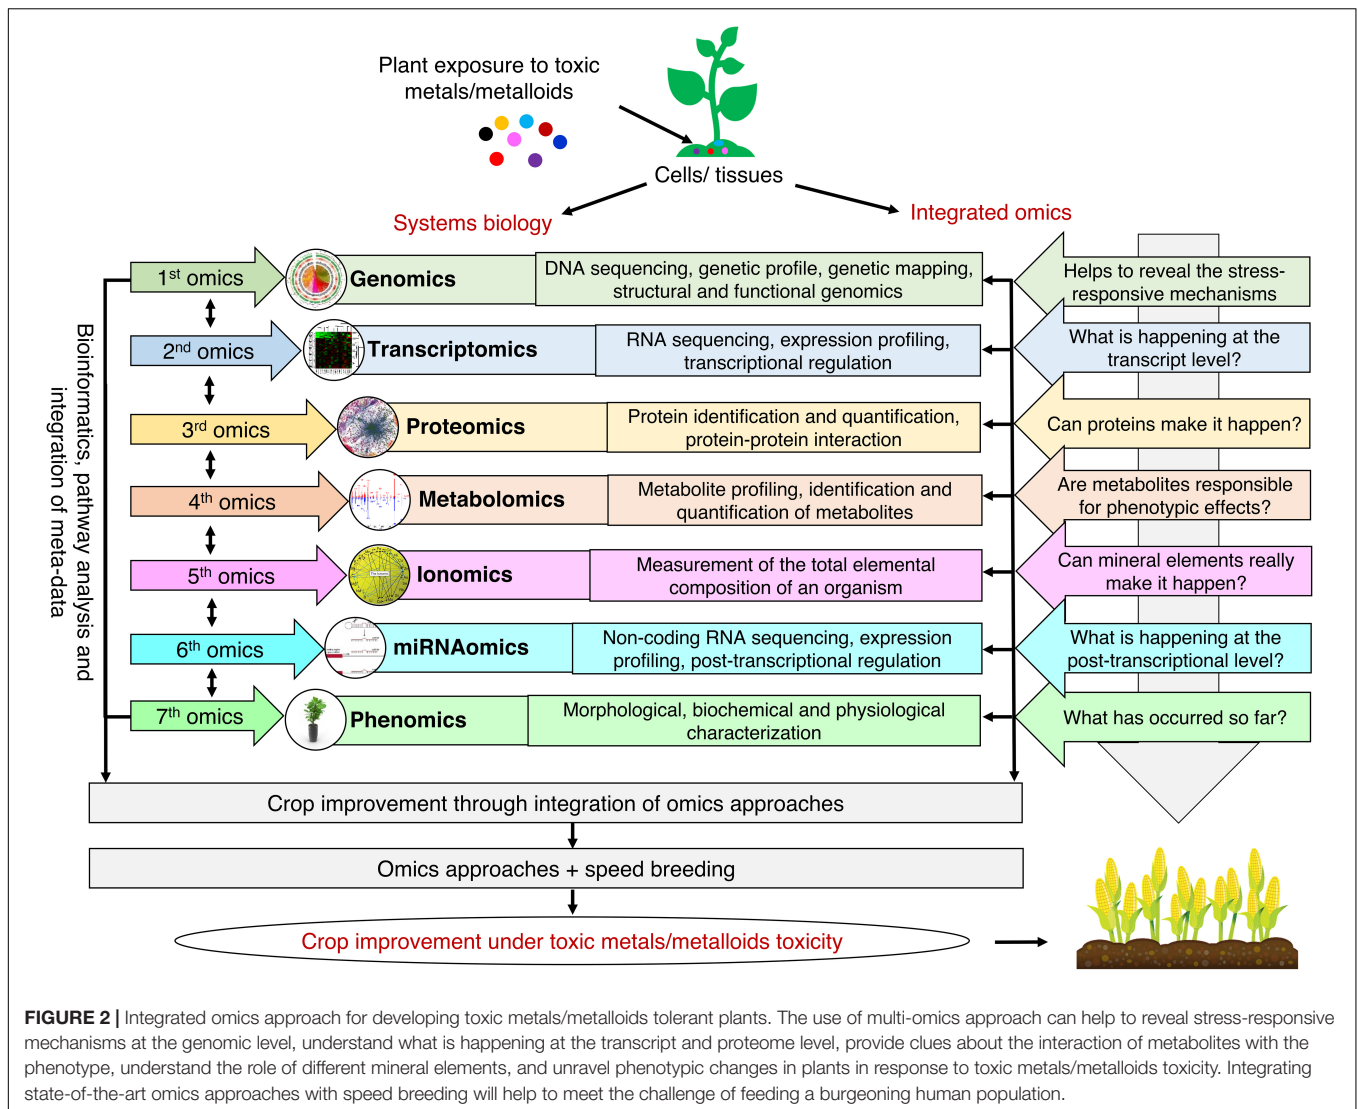 Plant exposure to toxic
metals/metalloids
Cells/ tissues
Systems biology
Integrated omics
Bioinformatics, pathway analysis and
integration of meta-data
1st omics
Genomics
DNA sequencing, genetic profile, genetic mapping,
structural and functional genomics
Helps to reveal the stress-
responsive mechanisms
2nd omics
Transcriptomics
RNA sequencing, expression profiling,
transcriptional regulation
What is happening at the
transcript level?
3rd omics
Proteomics
Protein identification and quantification,
protein-protein interaction
Can proteins make it happen?
4th omics
Metabolomics
Metabolite profiling, identification and
quantification of metabolites
Are metabolites responsible
for phenotypic effects?
5th omics
Ionomics
Measurement of the total elemental
composition of an organism
Can mineral elements really
make it happen?
6th omics
miRNAomics
Non-coding RNA sequencing, expression
profiling, post-transcriptional regulation
What is happening at the
post-transcriptional level?
7th omics
Phenomics
Morphological, biochemical and physiological
characterization
What has occurred so far?
Crop improvement through integration of omics approaches
Omics approaches + speed breeding
Crop improvement under toxic metals/metalloids toxicity
FIGURE 2 | Integrated omics approach for developing toxic metals/metalloids tolerant plants. The use of multi-omics approach can help to reveal stress-responsive
mechanisms at the genomic level, understand what is happening at the transcript and proteome level, provide clues about the interaction of metabolites with the
phenotype, understand the role of different mineral elements, and unravel phenotypic changes in plants in response to toxic metals/metalloids toxicity. Integrating
state-of-the-art omics approaches with speed breeding will help to meet the challenge of feeding a burgeoning human population.